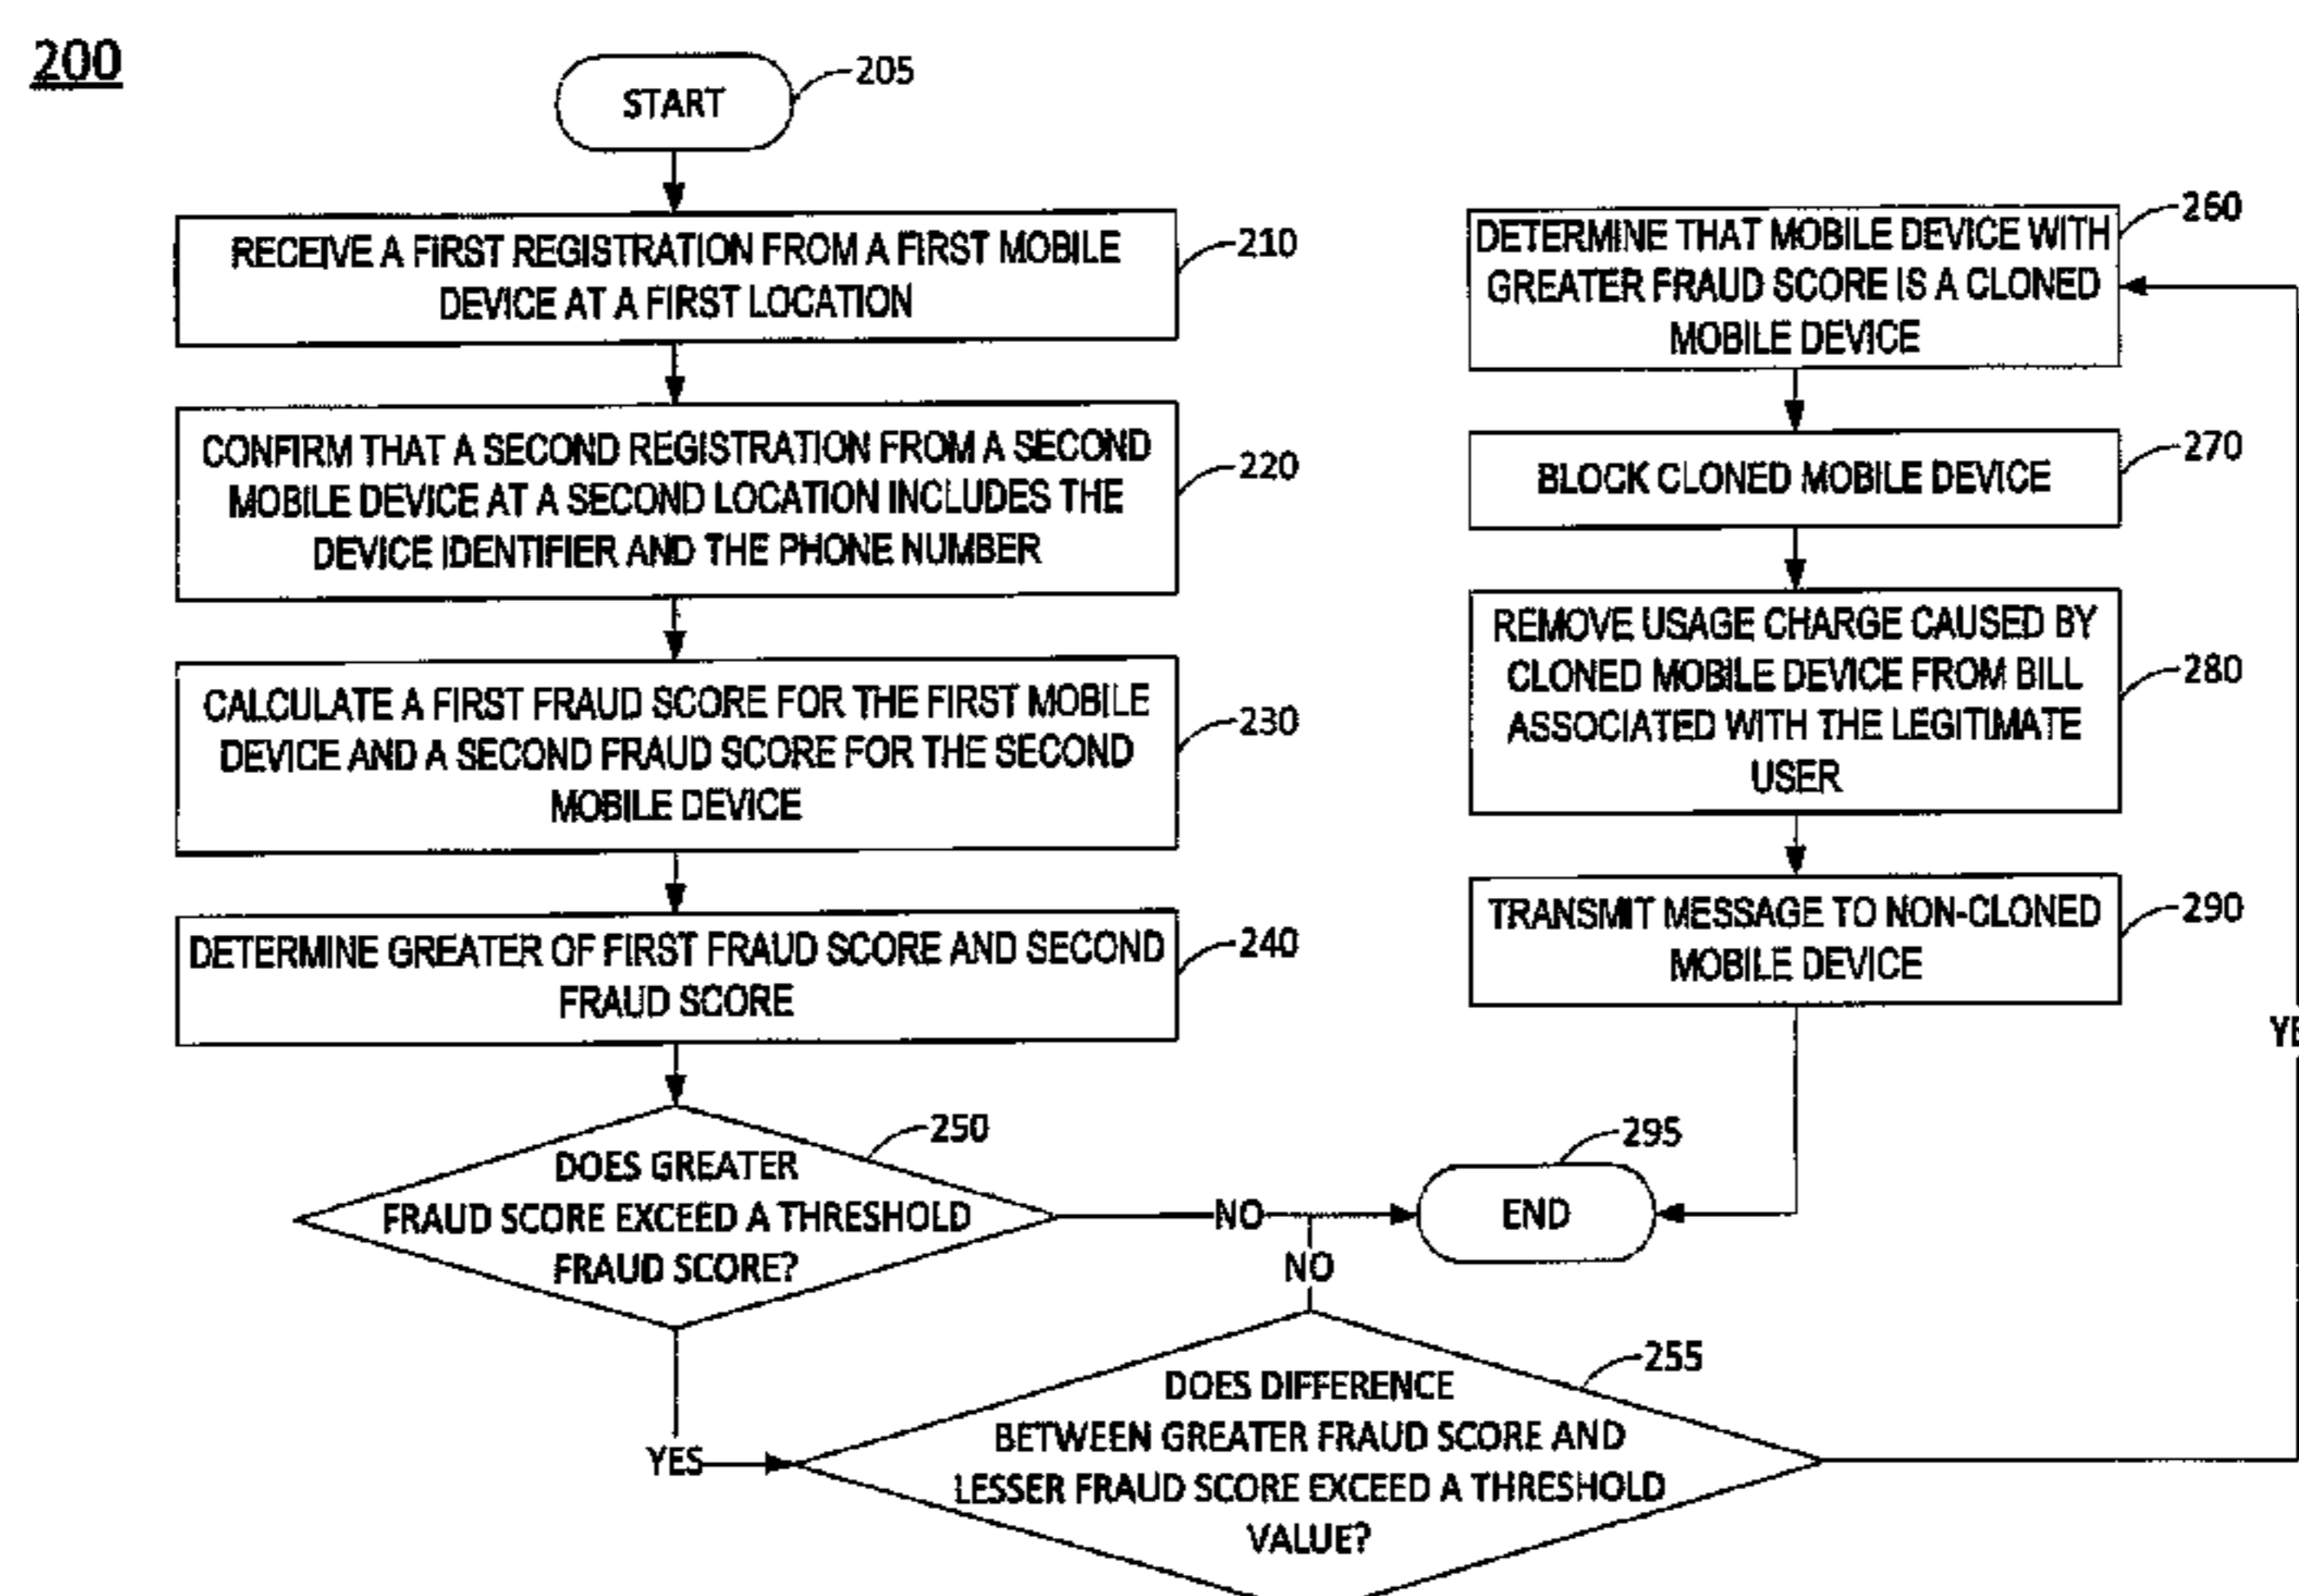 200
START
205
RECEIVE A FIRST REGISTRATION FROM A FIRST MOBILE
DEVICE AT A FIRST LOCATION
210
CONFIRM THAT A SECOND REGISTRATION FROM A SECOND
MOBILE DEVICE AT A SECOND LOCATION INCLUDES THE
DEVICE IDENTIFIER AND THE PHONE NUMBER
220
CALCULATE A FIRST FRAUD SCORE FOR THE FIRST MOBILE
DEVICE AND A SECOND FRAUD SCORE FOR THE SECOND
MOBILE DEVICE
230
DETERMINE GREATER OF FIRST FRAUD SCORE AND SECOND
FRAUD SCORE
240
DOES GREATER
FRAUD SCORE EXCEED A THRESHOLD
FRAUD SCORE?
250
NO
YES
DOES DIFFERENCE
BETWEEN GREATER FRAUD SCORE AND
LESSER FRAUD SCORE EXCEED A THRESHOLD
VALUE?
255
NO
DETERMINE THAT MOBILE DEVICE WITH
GREATER FRAUD SCORE IS A CLONED
MOBILE DEVICE
260
BLOCK CLONED MOBILE DEVICE
270
REMOVE USAGE CHARGE CAUSED BY
CLONED MOBILE DEVICE FROM BILL
ASSOCIATED WITH THE LEGITIMATE
USER
280
TRANSMIT MESSAGE TO NON-CLONED
MOBILE DEVICE
290
END
295